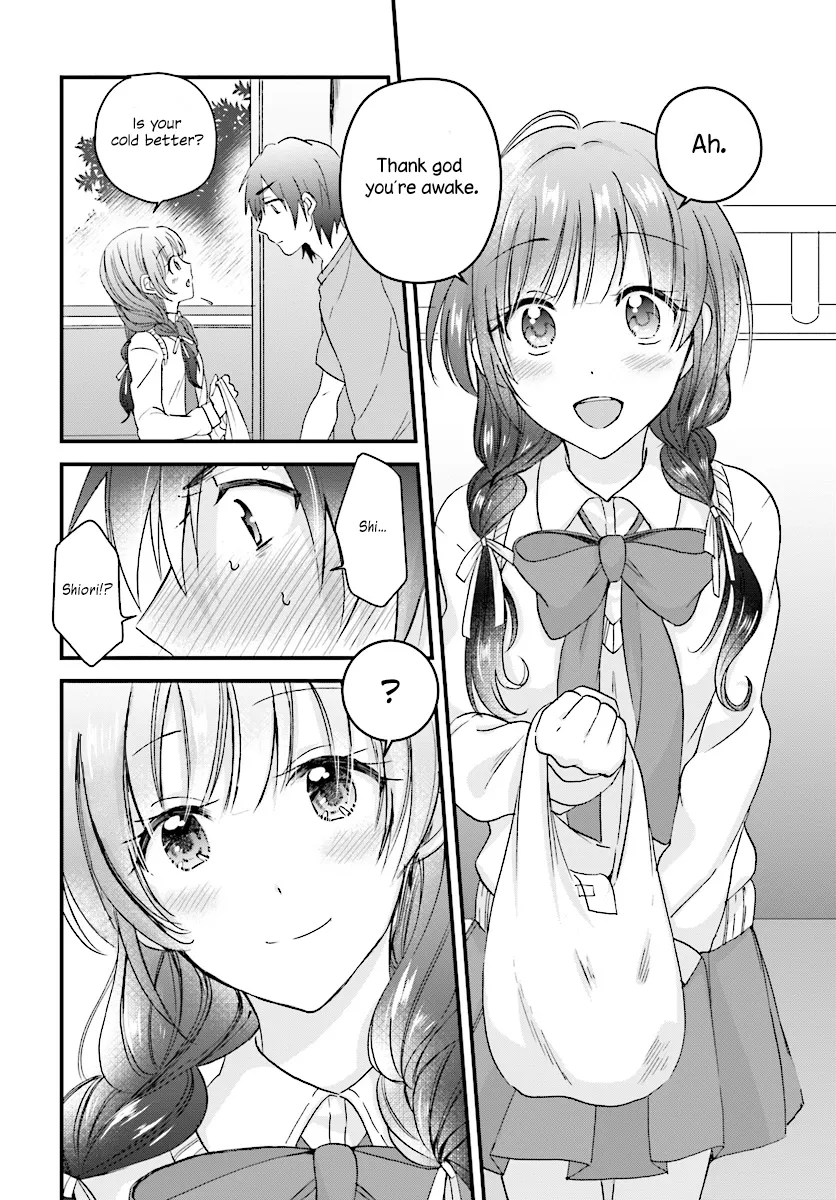 Ah.
Thank god
you're awake.
Is your
cold better?
Shi...
Shiori!?
?